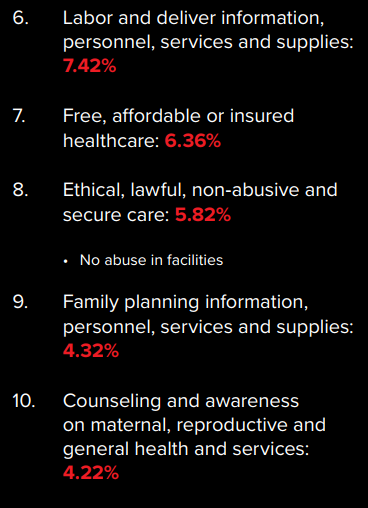 6. Labor and deliver information,
personnel, services and supplies:
7.42%
7. Free, affordable or insured
healthcare: 6.36%
8. Ethical, lawful, non-abusive and
secure care: 5.82%
• No abuse in facilities
9. Family planning information,
personnel, services and supplies:
4.32%
10. Counseling and awareness
on maternal, reproductive and
general health and services:
4.22%